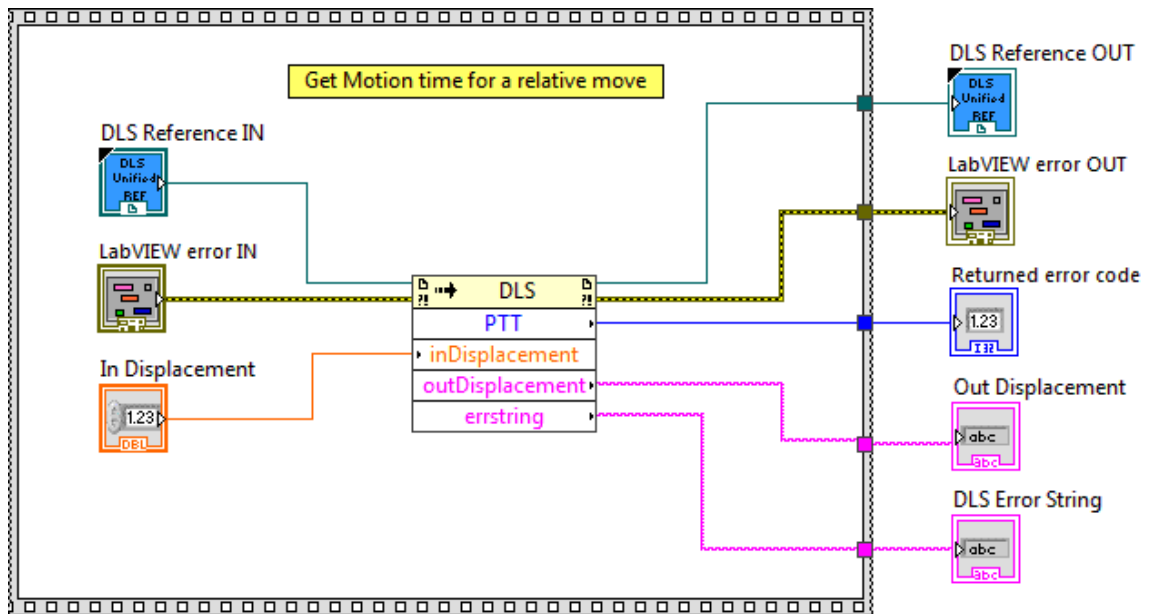 Get Motion time for a relative move
DLS Reference IN
DLS
Unified
REF
LabVIEW error IN
In Displacement
1.23
DBL
?!
DLS
?!
PTT
inDisplacement
outDisplacement
errstring
DLS Reference OUT
DLS
Unified
REF
LabVIEW error OUT
Returned error code
1.23
I32
Out Displacement
abc
abc
DLS Error String
abc
abc